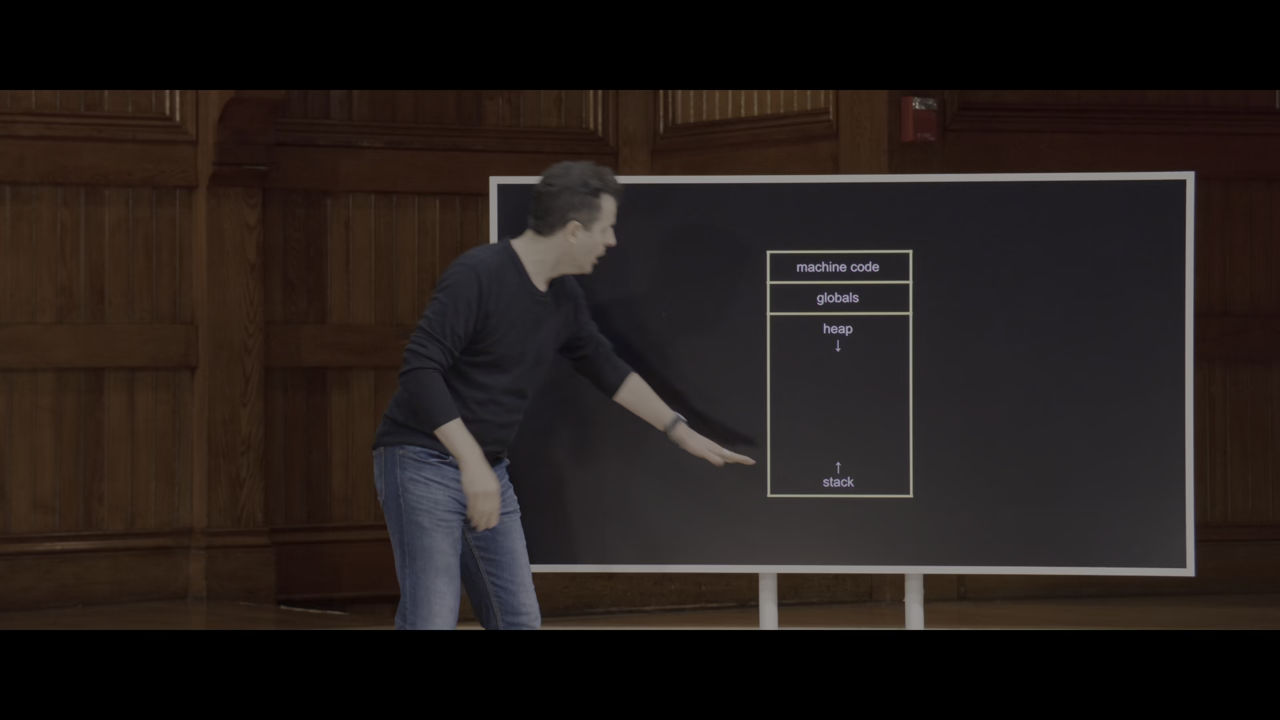 machine code
globals
heap
↓
↑
stack